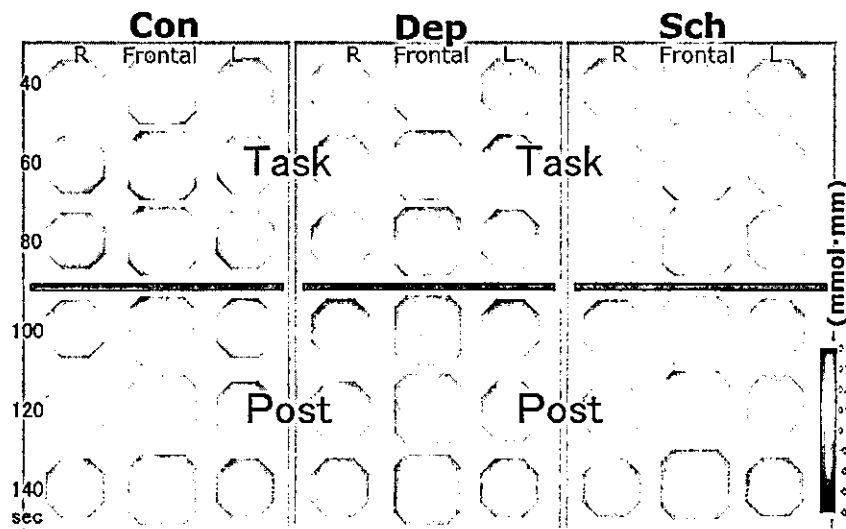 Con Dep Sch
R Frontal L R Frontal L R Frontal L
40
60 Task Task
80
(mmol·mm)
100
120 Post Post
140
sec